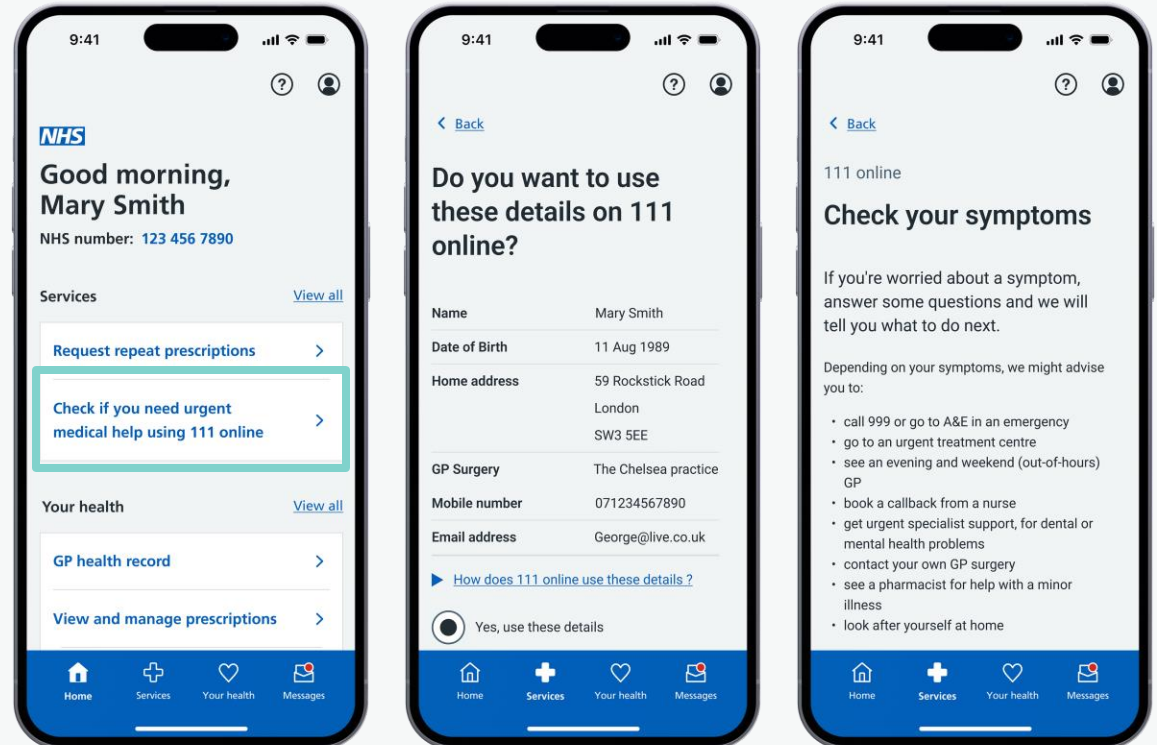 9:41
NHS
Good morning,
Mary Smith
NHS number: 123 456 7890
Services View all
Request repeat prescriptions
Check if you need urgent
medical help using 111 online
Your health View all
GP health record
View and manage prescriptions
Home Services Your health Messages
9:41
Back
Do you want to use
these details on 111
online?
Name Mary Smith
Date of Birth 11 Aug 1989
Home address 59 Rockstick Road
London
SW3 5EE
GP Surgery The Chelsea practice
Mobile number 071234567890
Email address George@live.co.uk
How does 111 online use these details ?
Yes, use these details
Home Services Your health Messages
9:41
Back
111 online
Check your symptoms
If you're worried about a symptom,
answer some questions and we will
tell you what to do next.
Depending on your symptoms, we might advise
you to:
• call 999 or go to A&E in an emergency
• go to an urgent treatment centre
• see an evening and weekend (out-of-hours)
GP
• book a callback from a nurse
• get urgent specialist support, for dental or
mental health problems
• contact your own GP surgery
• see a pharmacist for help with a minor
illness
• look after yourself at home
Home Services Your health Messages